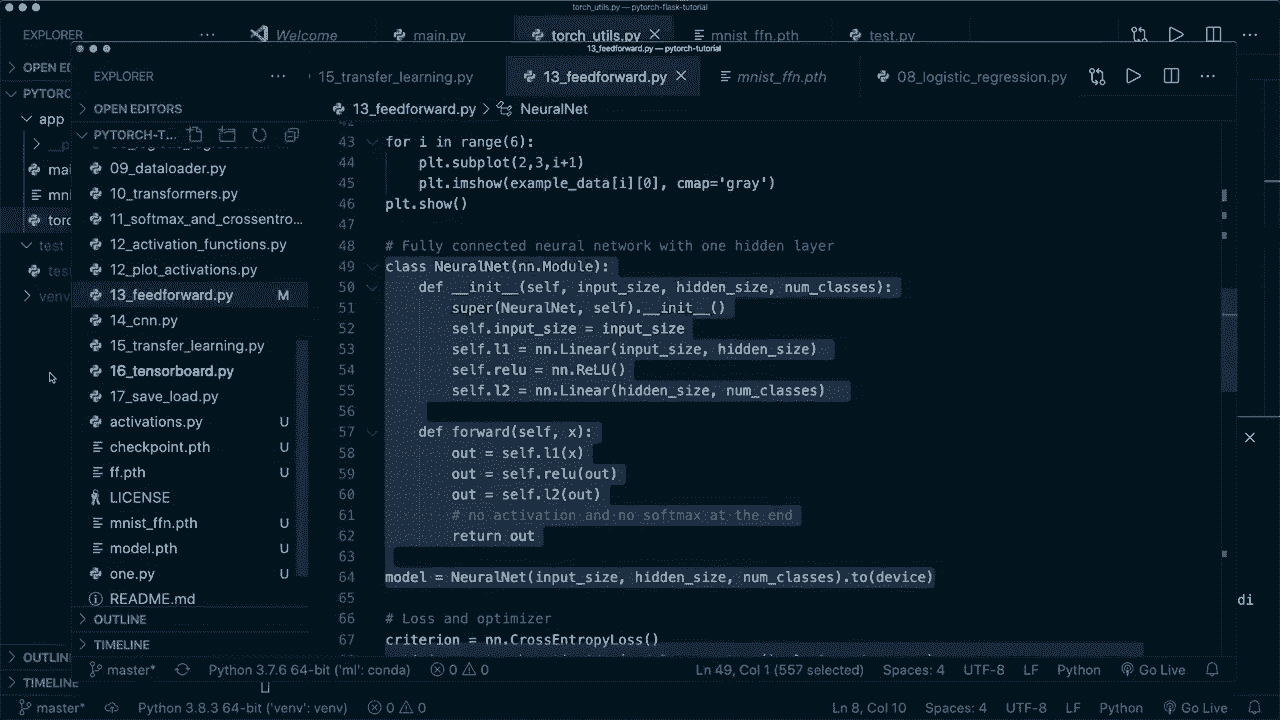 torch_utils.py — pytorch-flask-tutorial
EXPLORER ··· Welcome main.py torch_utils.py mnist_ffn.pth test.py ···
13_feedforward.py — pytorch-tutorial
EXPLORER ··· 15_transfer_learning.py 13_feedforward.py mnist_ffn.pth 08_logistic_regression.py ···
OPEN ED
PYTORC
app
mai
mni
torc
test
tes
venv
OUTLIN
TIMELINE
OPEN EDITORS
PYTORCH-T...
09_dataloader.py
10_transformers.py
11_softmax_and_crossentro...
12_activation_functions.py
12_plot_activations.py
13_feedforward.py M
14_cnn.py
15_transfer_learning.py
16_tensorboard.py
17_save_load.py
activations.py U
checkpoint.pth U
ff.pth U
LICENSE
mnist_ffn.pth U
model.pth U
one.py U
README.md
OUTLINE
TIMELINE
13_feedforward.py > NeuralNet
42
43 for i in range(6):
44 plt.subplot(2,3,i+1)
45 plt.imshow(example_data[i][0], cmap='gray')
46 plt.show()
47
48 # Fully connected neural network with one hidden layer
49 class NeuralNet(nn.Module):
50 def __init__(self, input_size, hidden_size, num_classes):
51 super(NeuralNet, self).__init__()
52 self.input_size = input_size
53 self.l1 = nn.Linear(input_size, hidden_size)
54 self.relu = nn.ReLU()
55 self.l2 = nn.Linear(hidden_size, num_classes)
56
57 def forward(self, x):
58 out = self.l1(x)
59 out = self.relu(out)
60 out = self.l2(out)
61 # no activation and no softmax at the end
62 return out
63
64 model = NeuralNet(input_size, hidden_size, num_classes).to(device)
65
66 # Loss and optimizer
67 criterion = nn.CrossEntropyLoss()
di
master* Python 3.7.6 64-bit ('ml': conda) 0 0 Ln 49, Col 1 (557 selected) Spaces: 4 UTF-8 LF Python Go Live
master* Python 3.8.3 64-bit ('venv': venv) 0 0 Ln 8, Col 10 Spaces: 4 UTF-8 LF Python Go Live